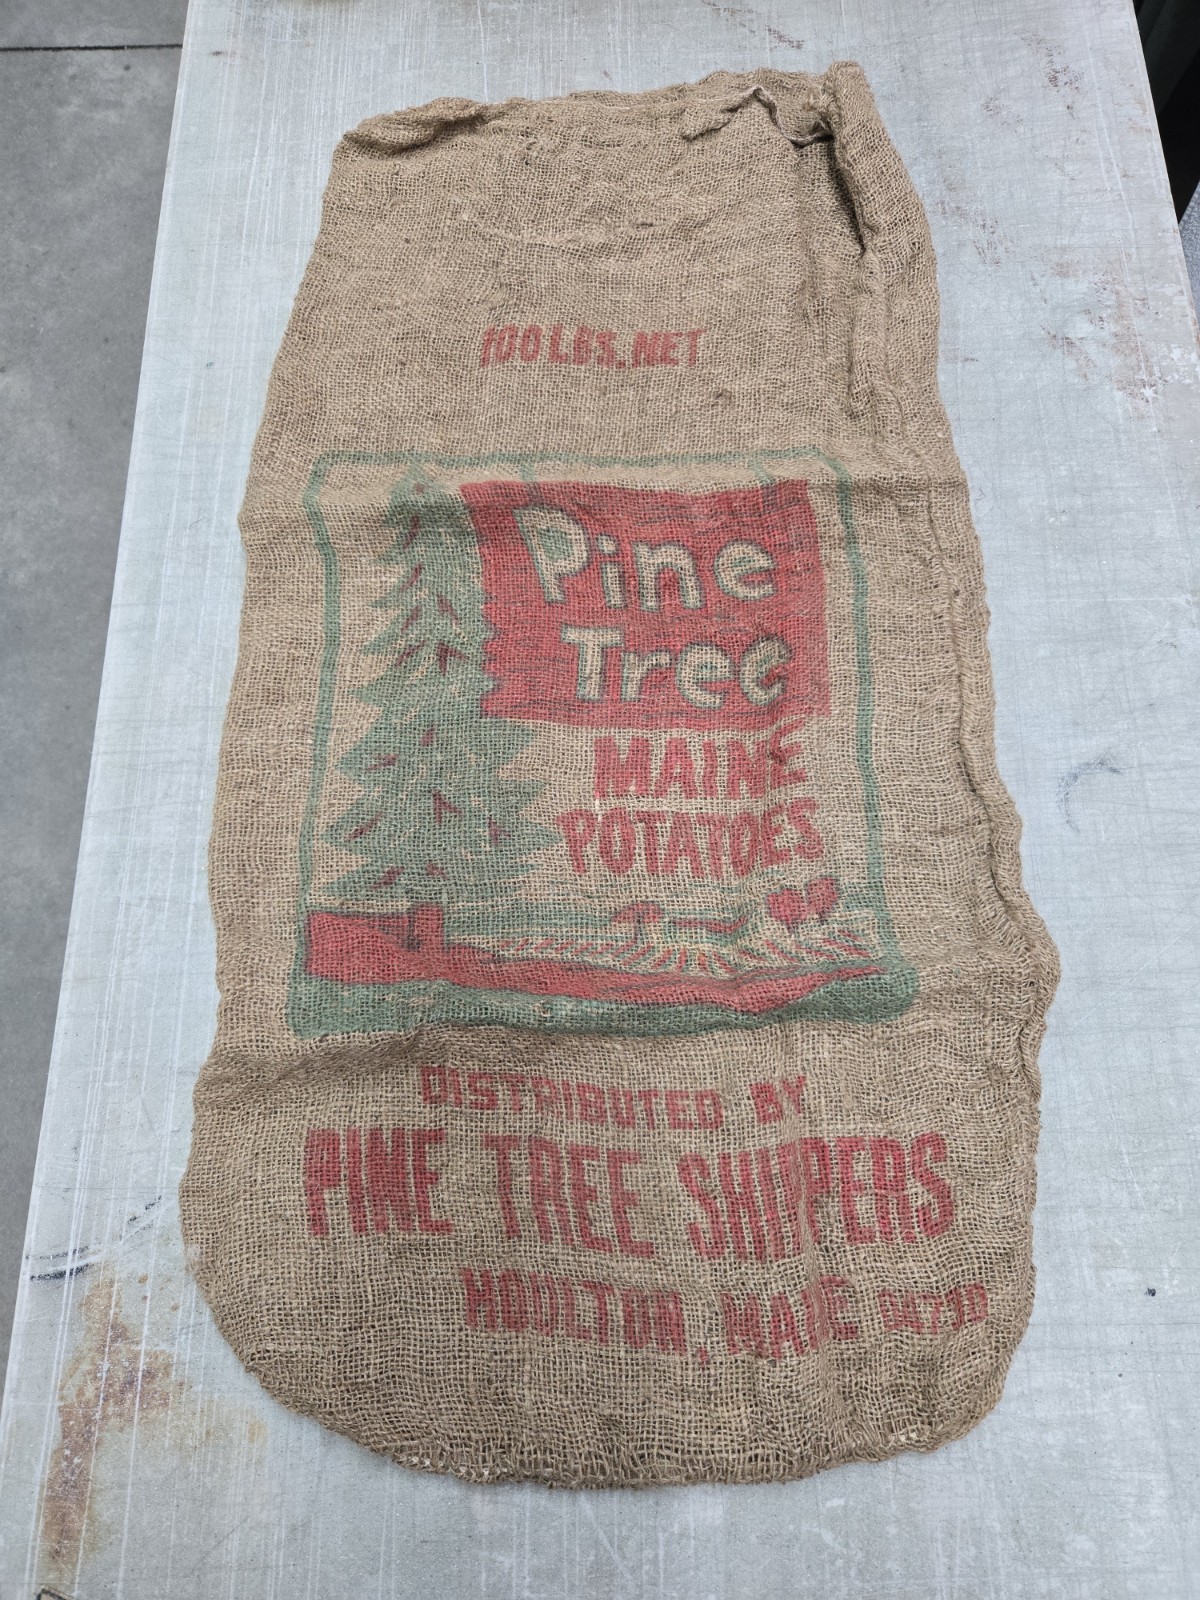 100 LBS. NET
Pine
Tree
MAINE
POTATOES
DISTRIBUTED BY
PINE TREE SHIPPERS
HOULTON, MAINE 04730